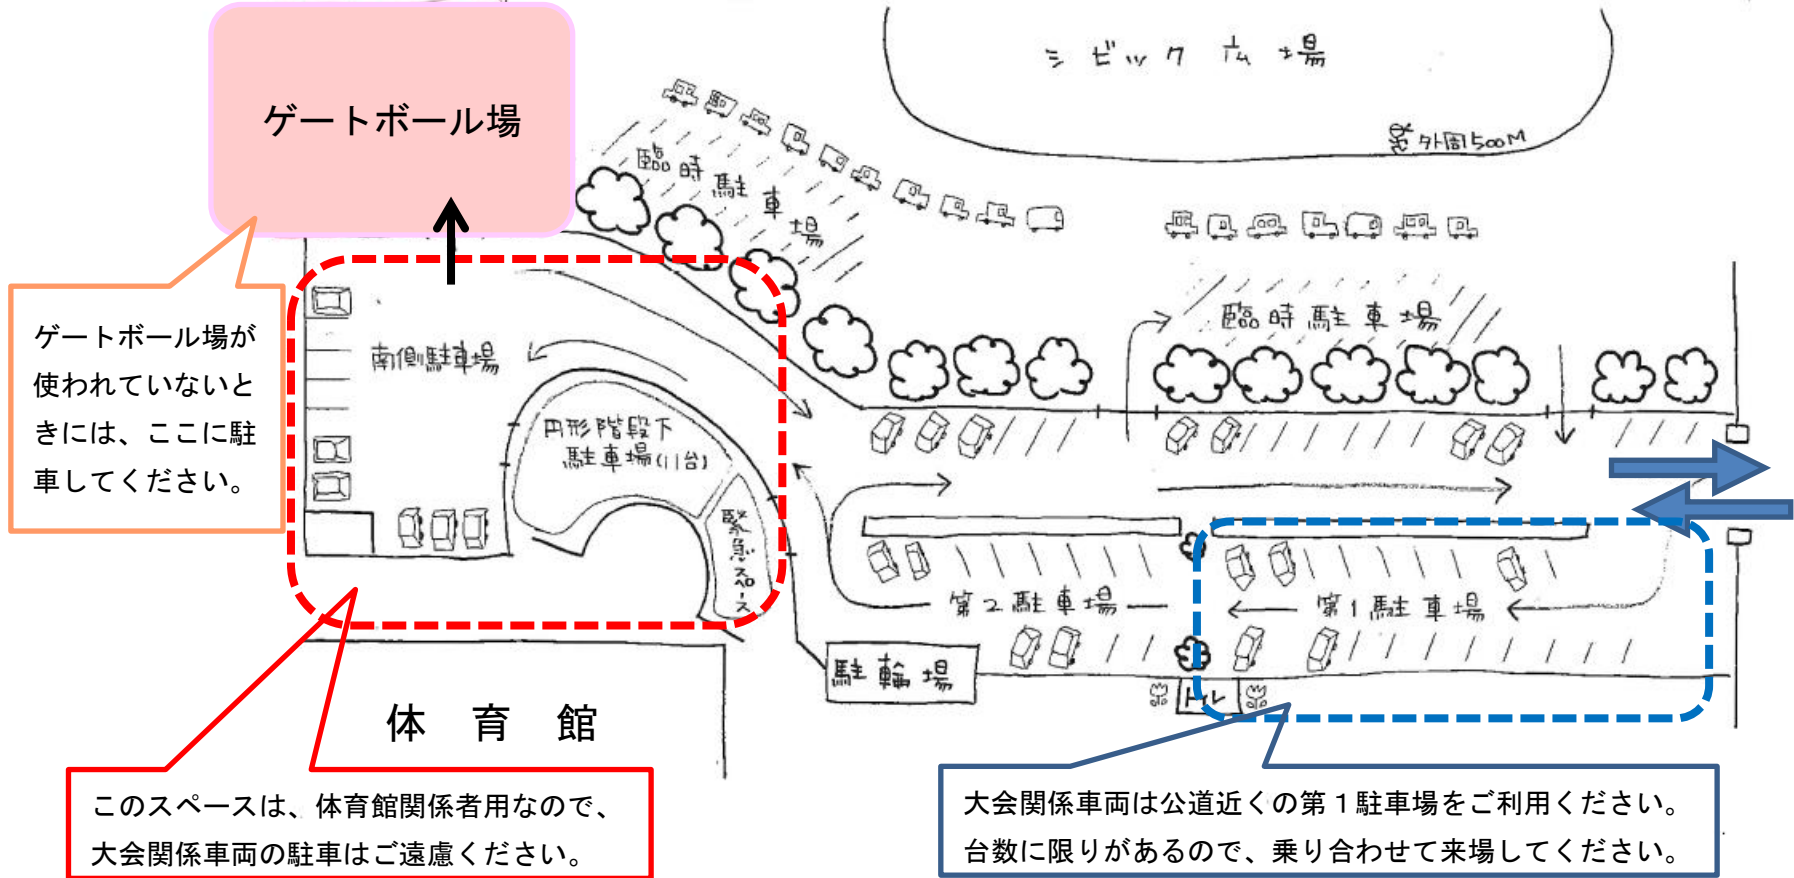 シビック広場
外周500M
ゲートボール場
臨時駐車場
臨時駐車場
ゲートボール場が
使われていないと
きには、ここに駐
車してください。
南側駐車場
円形階段下
駐車場(11台)
緊急スペース
第2駐車場
第1駐車場
駐輪場
トイレ
体育館
このスペースは、体育館関係者用なので、
大会関係車両の駐車はご遠慮ください。
大会関係車両は公道近くの第1駐車場をご利用ください。
台数に限りがあるので、乗り合わせて来場してください。